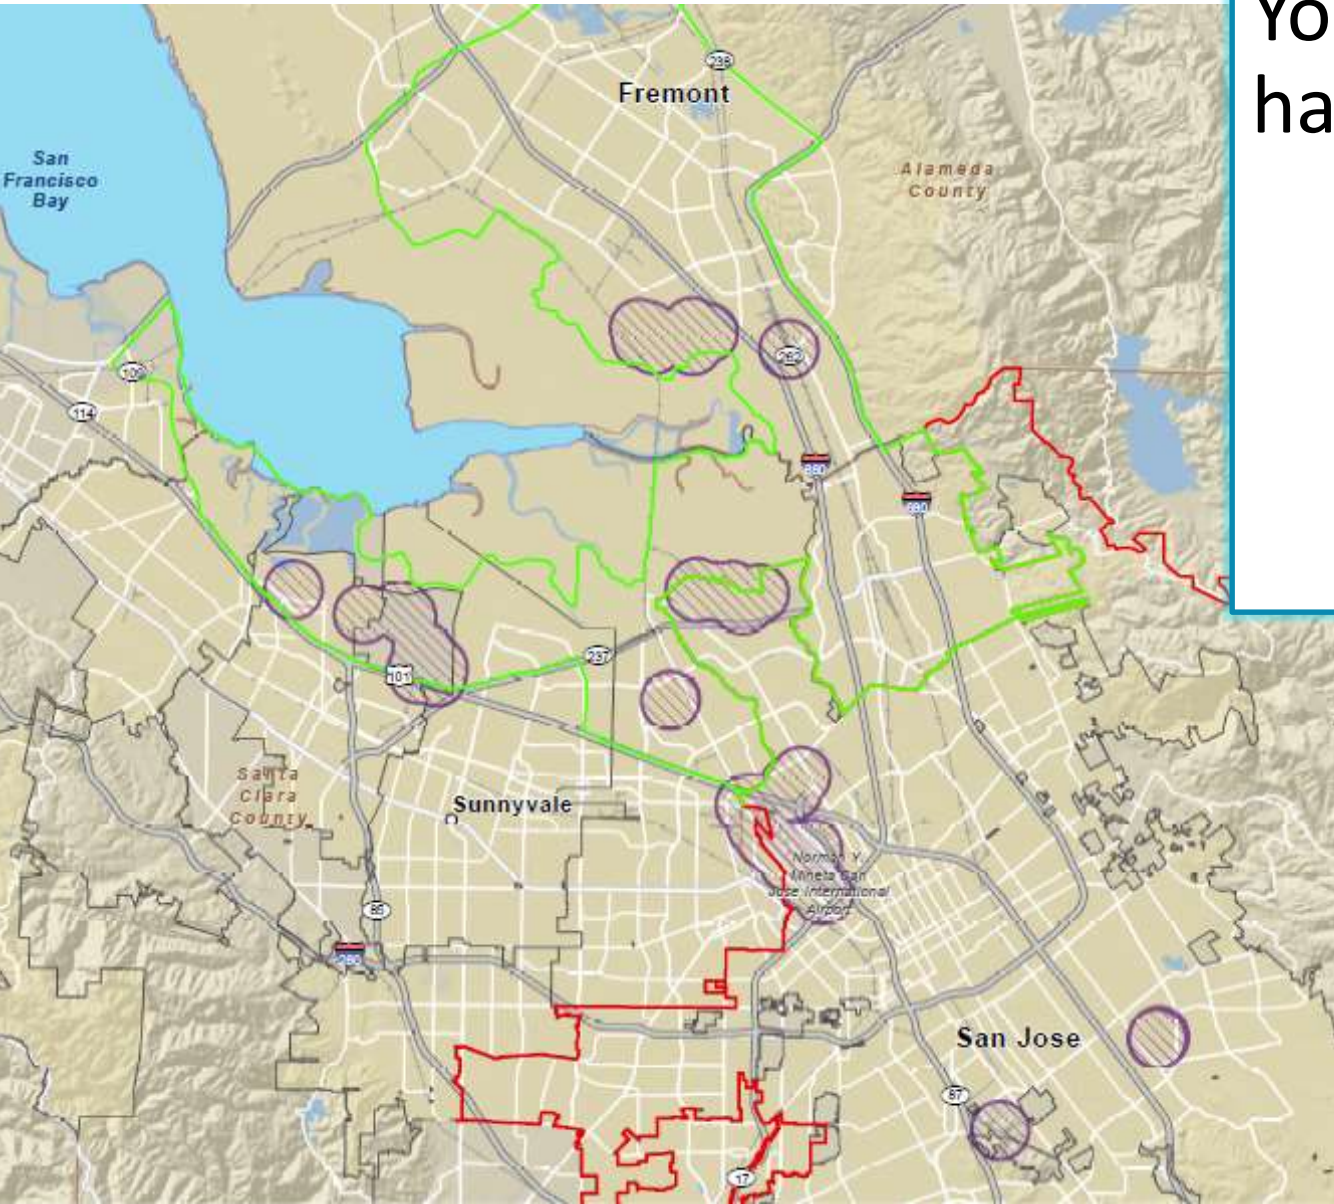 Yo
ha
238
Fremont
San
Francisco
Bay
Alameda
County
262
109
114
880
680
237
101
Santa
Clara
County
Sunnyvale
Norman Y.
Mineta San
Jose International
Airport
85
280
San Jose
87
17